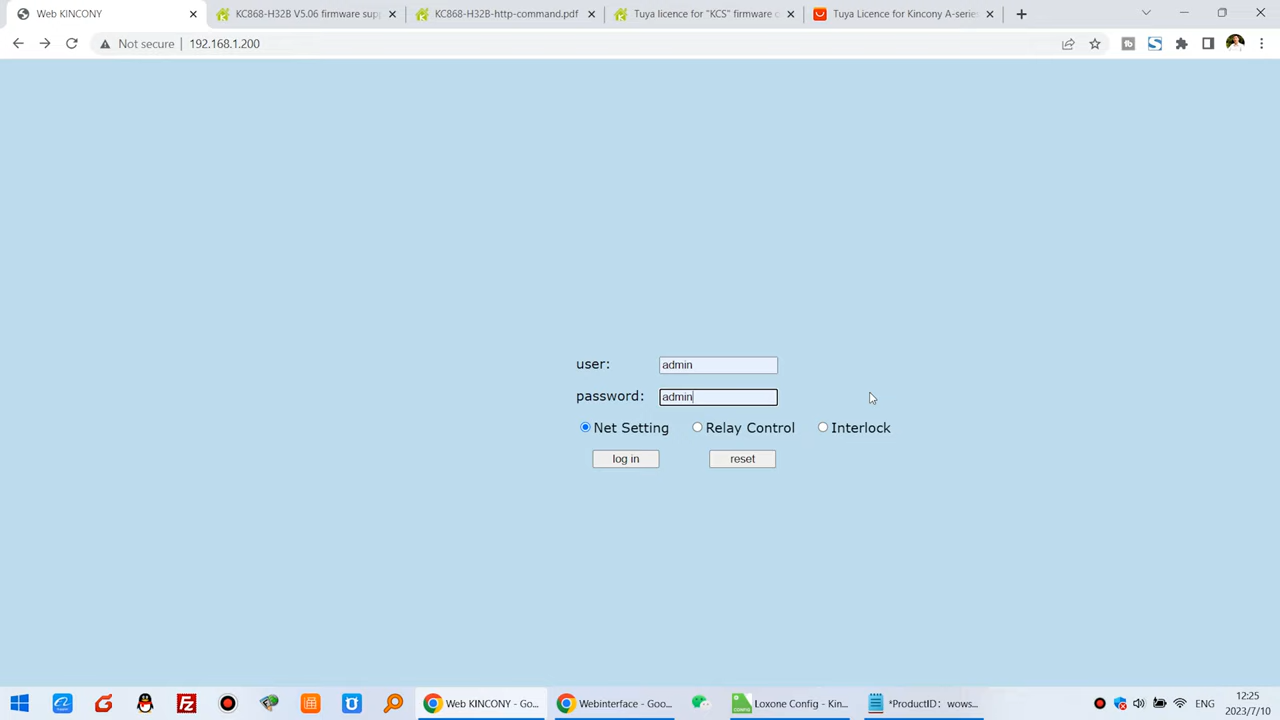 Web KINCONY
KC868-H32B V5.06 firmware supp
KC868-H32B-http-command.pdf
Tuya licence for "KCS" firmware o
Tuya Licence for Kincony A-series
Not secure
192.168.1.200
user:
admin
password:
admin
Net Setting
Relay Control
Interlock
log in
reset
Web KINCONY - Go...
Webinterface - Goo...
Loxone Config - Kin...
*ProductID：wows...
ENG
12:25
2023/7/10